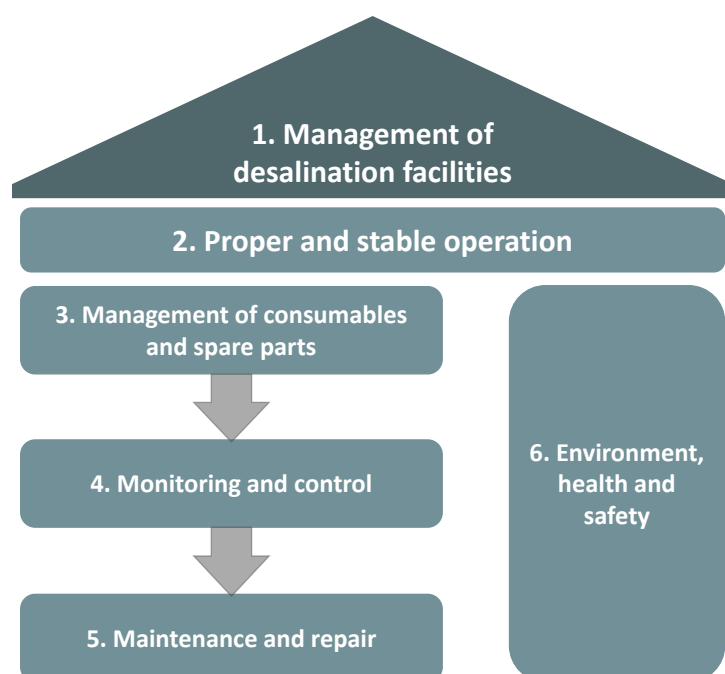 1. Management of
desalination facilities
2. Proper and stable operation
3. Management of consumables
and spare parts
4. Monitoring and control
5. Maintenance and repair
6. Environment,
health and
safety